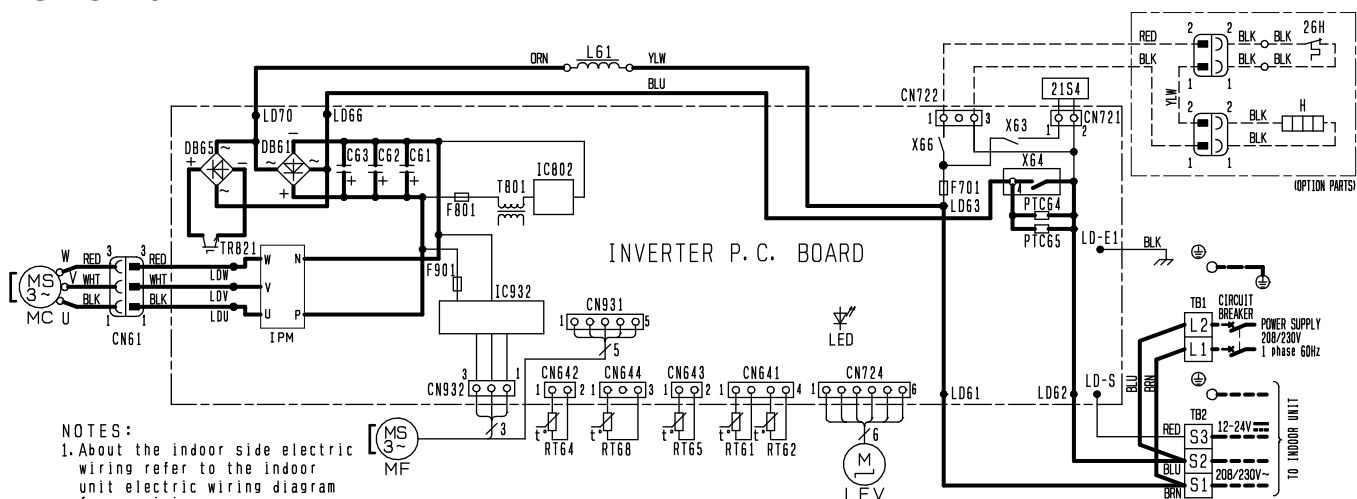 2 2
RED BLK BLK 26H
BLK BLK BLK
1 1
YLW
2 2
BLK H
BLK
1 1
(OPTION PARTS)
ORN L61 YLW
BLU
CN722
21S4
1 3
1 2 CN721
LD70 LD66
X66 X63
X64
DB65 DB61
C63 C62 C61
IC802
T801
F801
F701
LD63
PTC64
PTC65
TR821
INVERTER P.C. BOARD
LD-E1 BLK
W RED 3 3 RED LDW W N
MS 3~ V WHT WHT LDV V
MC U BLK 1 1 BLK LDU U P
CN61
IPM
F901
IC932
CN931
1 5
5
LED
TB1 CIRCUIT BREAKER
L2 POWER SUPPLY
208/230V
L1 1 phase 60Hz
BLU BRN
CN932 3 1
3
CN642
1 2
RT64
t°
CN644
1 3
RT68
t°
CN643
1 2
RT65
t°
CN641
1 4
RT61 RT62
t° t°
CN724
1 6
6
M
LEV
LD61 LD62 LD-S
MS 3~
MF
TB2
RED S3 12-24V
S2
BLU 208/230V~
S1
BRN
TO INDOOR UNIT
NOTES:
1. About the indoor side electric
wiring refer to the indoor
unit electric wiring diagram